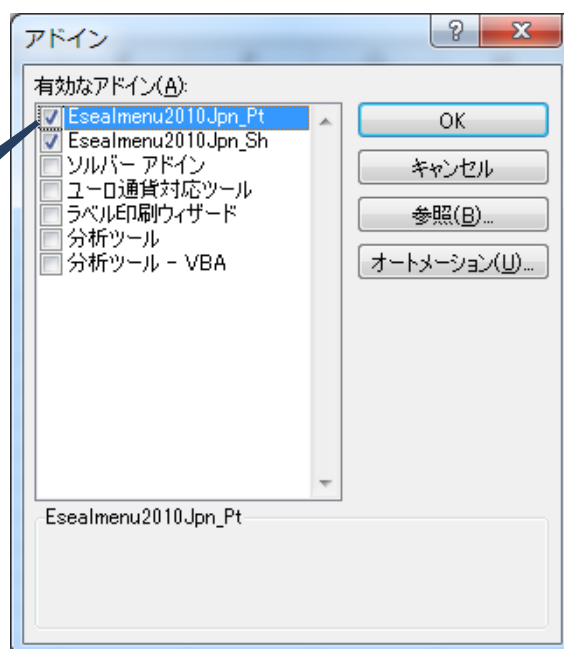 アドイン
有効なアドイン(A):
Esealmenu2010Jpn_Pt
Esealmenu2010Jpn_Sh
ソルバー アドイン
ユーロ通貨対応ツール
ラベル印刷ウィザード
分析ツール
分析ツール - VBA
OK
キャンセル
参照(B)...
オートメーション(U)...
Esealmenu2010Jpn_Pt